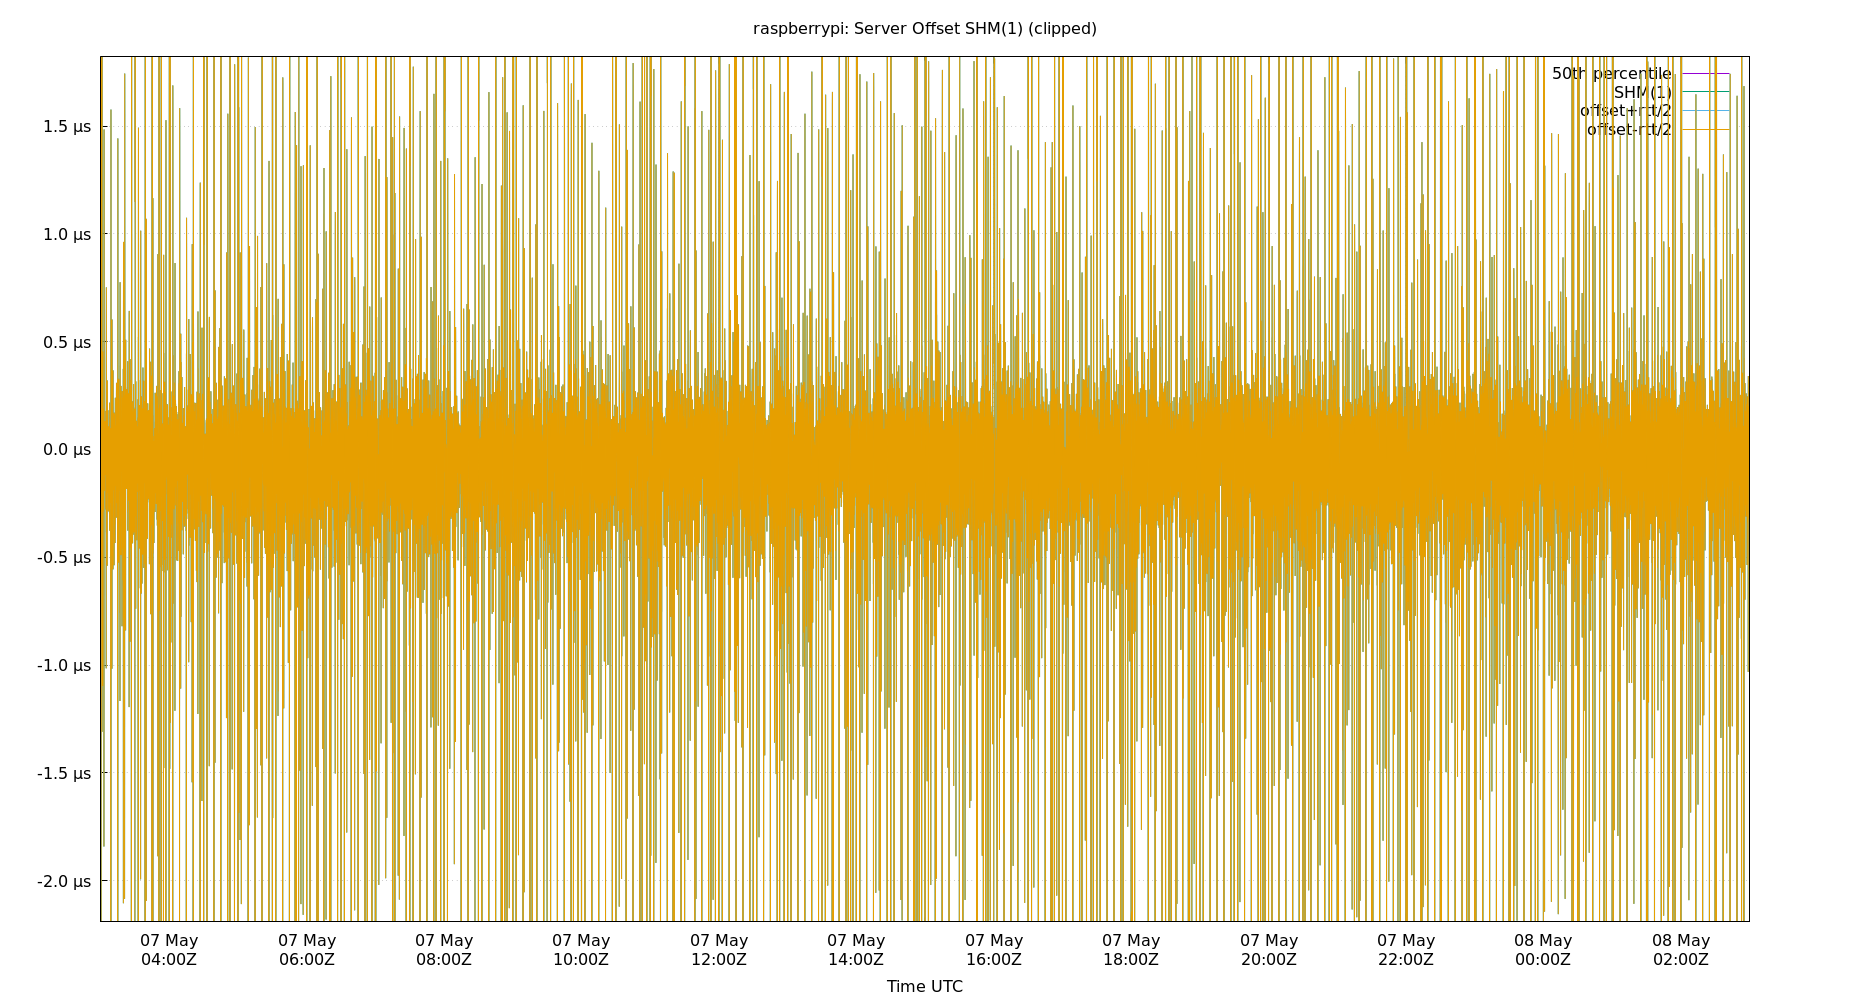 raspberrypi: Server Offset SHM(1) (clipped)
50th percentile
SHM(1)
offset+rtt/2
offset-rtt/2
1.5 µs
1.0 µs
0.5 µs
0.0 µs
-0.5 µs
-1.0 µs
-1.5 µs
-2.0 µs
07 May 07 May 07 May 07 May 07 May 07 May 07 May 07 May 07 May 07 May 08 May 08 May
04:00Z 06:00Z 08:00Z 10:00Z 12:00Z 14:00Z 16:00Z 18:00Z 20:00Z 22:00Z 00:00Z 02:00Z
Time UTC